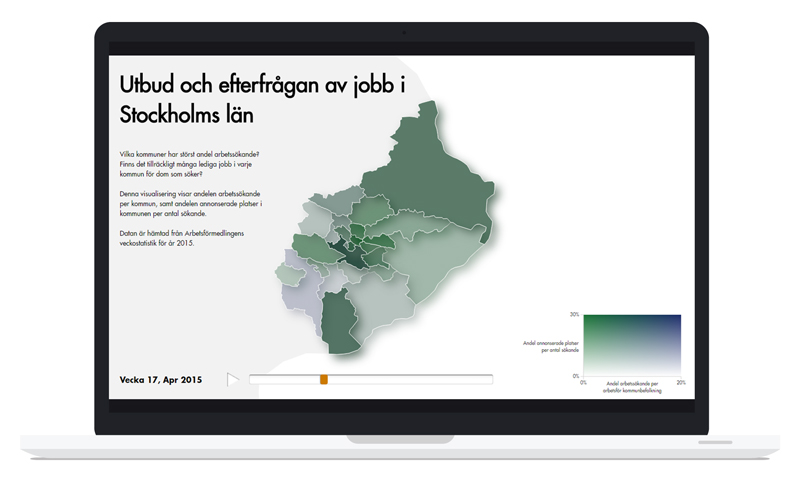 Utbud och efterfrågan av jobb i
Stockholms län
Vilka kommuner har störst andel arbetssökande?
Finns det tillräckligt många lediga jobb i varje
kommun för dom som söker?
Denna visualisering visar andelen arbetssökande
per kommun, samt andelen annonserade platser i
kommunen per antal sökande.
Datan är hämtad från Arbetsförmedlingens
veckostatistik för år 2015.
Vecka 17, Apr 2015
30%
Andel annonserade platser
per antal sökande
0%
0%
20%
Andel arbetssökande per
arbetsför kommunbefolkning